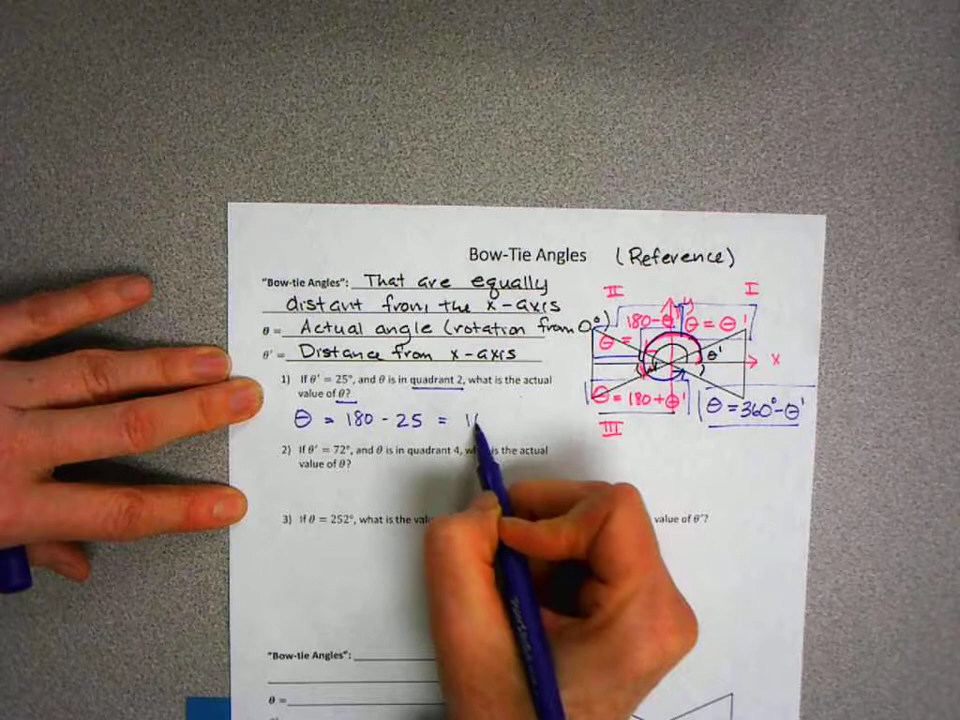 Bow-Tie Angles (Reference)
"Bow-tie Angles": That are equally
distant from the x-axis
θ = Actual angle (rotation from 0°)
θ' = Distance from x-axis
II
I
y
180-θ'
θ =
θ = θ'
θ'
x
θ = 180+θ'
θ = 360°-θ'
III
1) If θ' = 25°, and θ is in quadrant 2, what is the actual
value of θ?
θ = 180 - 25 =
2) If θ' = 72°, and θ is in quadrant 4, is the actual
value of θ?
3) If θ = 252°, what is the value of θ'?
"Bow-tie Angles":
θ =